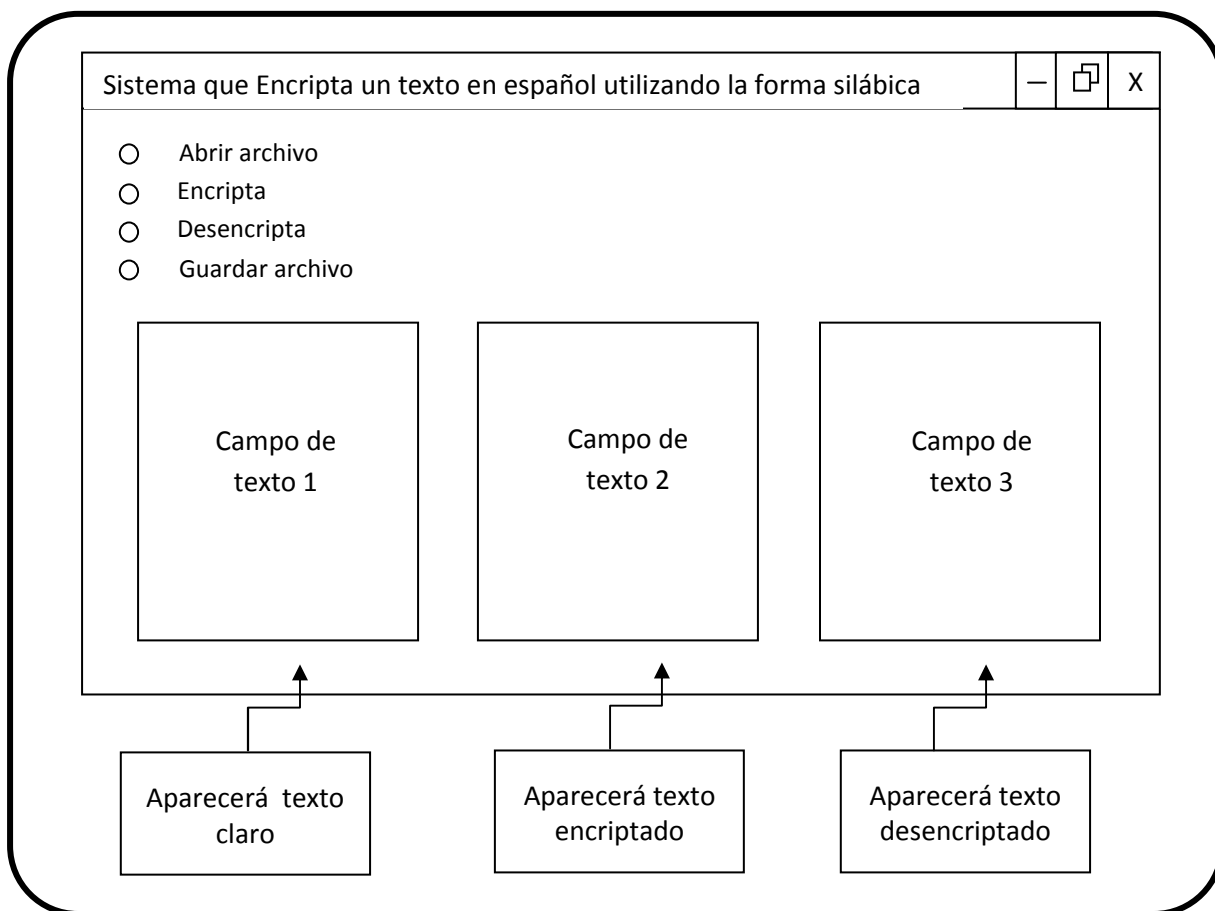 Sistema que Encripta un texto en español utilizando la forma silábica
X
Abrir archivo
Encripta
Desencripta
Guardar archivo
Campo de
texto 1
Campo de
texto 2
Campo de
texto 3
Aparecerá texto
claro
Aparecerá texto
encriptado
Aparecerá texto
desencriptado